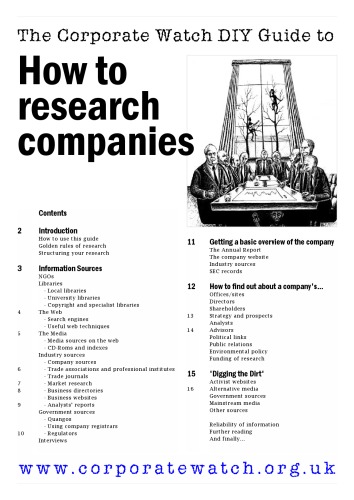 The Corporate Watch DIY Guide to
How to
research
companies
Contents
2 Introduction
How to use this guide
Golden rules of research
Structuring your research
3 Information Sources
NGOs
Libraries
- Local libraries
- University libraries
- Copyright and specialist libraries
4 The Web
- Search engines
- Useful web techniques
5 The Media
- Media sources on the web
- CD-Roms and indexes
Industry sources
- Company sources
6 - Trade associations and professional institutes
- Trade journals
7 - Market research
8 - Business directories
- Business websites
9 - Analysts' reports
Government sources
- Quangos
- Using company registrars
10 - Regulators
Interviews
11 Getting a basic overview of the company
The Annual Report
The company website
Industry sources
SEC records
12 How to find out about a company's...
Offices/sites
Directors
Shareholders
13 Strategy and prospects
Analysts
14 Advisors
Political links
Public relations
Environmental policy
Funding of research
15 'Digging the Dirt'
Activist websites
16 Alternative media
Government sources
Mainstream media
Other sources
Reliability of information
Further reading
And finally...
www.corporatewatch.org.uk